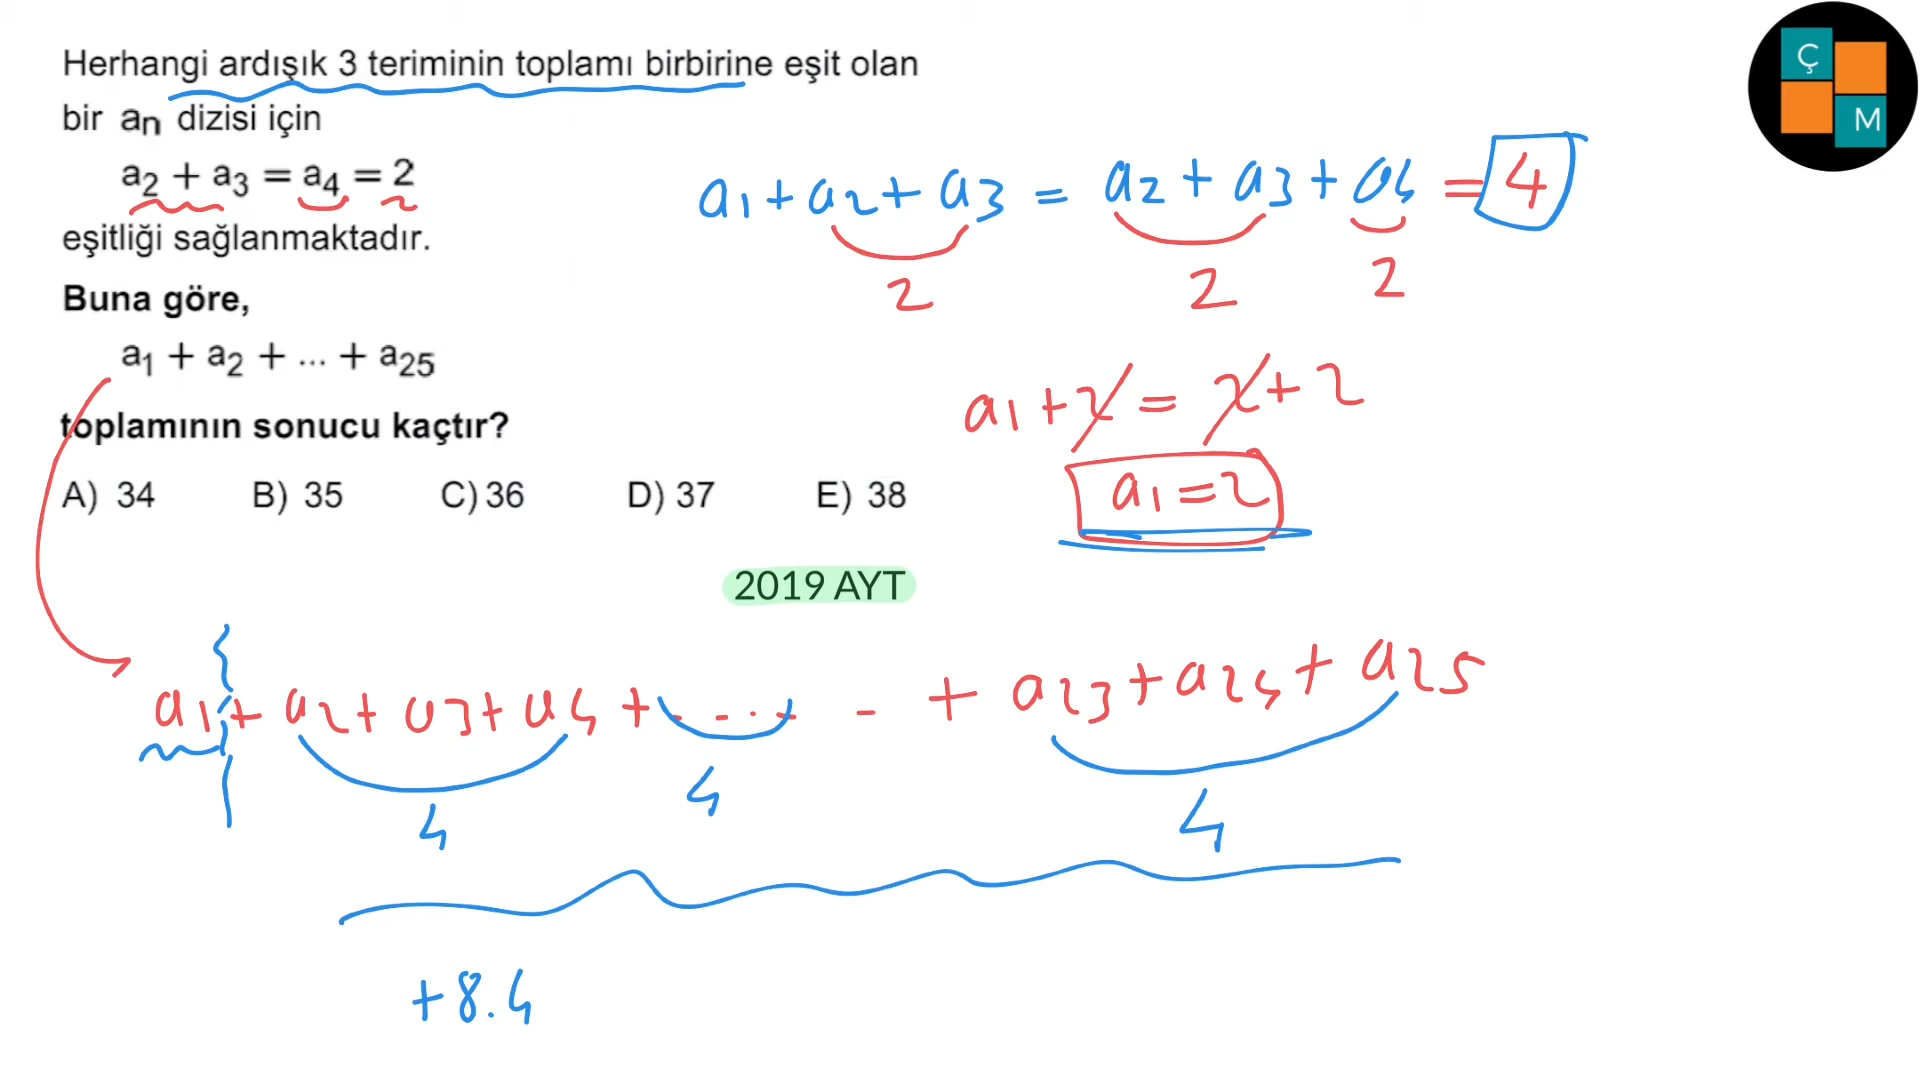 Herhangi ardışık 3 teriminin toplamı birbirine eşit olan
bir an dizisi için
a2 + a3 = a4 = 2
eşitliği sağlanmaktadır.
Buna göre,
a1 + a2 + ... + a25
toplamının sonucu kaçtır?
A) 34 B) 35 C) 36 D) 37 E) 38
2019 AYT
Ç
M
a1 + a2 + a3 = a2 + a3 + a4 = 4
2 2 2
a1 + 2 = 2 + 2
a1 = 2
a1 + a2 + a3 + a4 + . . . . - + a23 + a24 + a25
4 4 4
+8.4